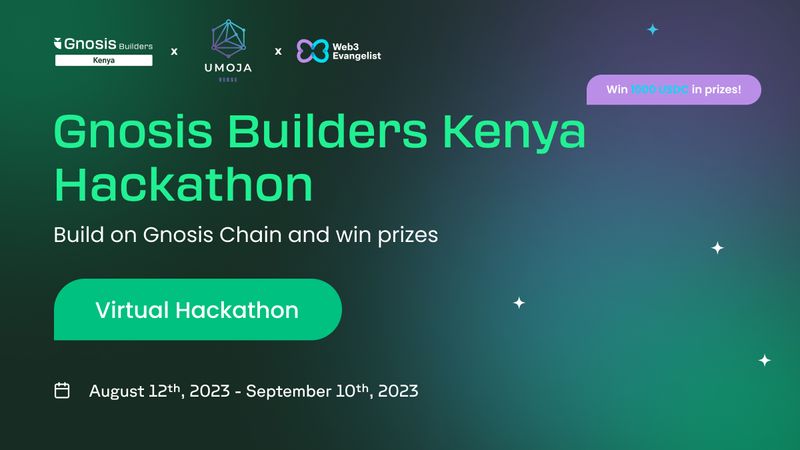 Gnosis Builders
Kenya
x
UMOJA
VERSE
x
Web3
Evangelist
Win 1000 USDC in prizes!
Gnosis Builders Kenya
Hackathon
Build on Gnosis Chain and win prizes
Virtual Hackathon
August 12th, 2023 - September 10th, 2023